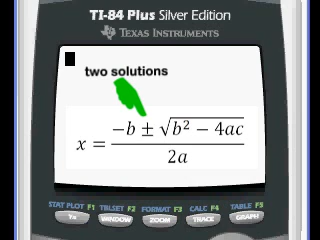 TI-84 Plus Silver Edition
TEXAS INSTRUMENTS
two solutions
x = (−b ± √(b² − 4ac)) / 2a
STAT PLOT F1 TBLSET F2 FORMAT F3 CALC F4 TABLE F5
Y= WINDOW ZOOM TRACE GRAPH